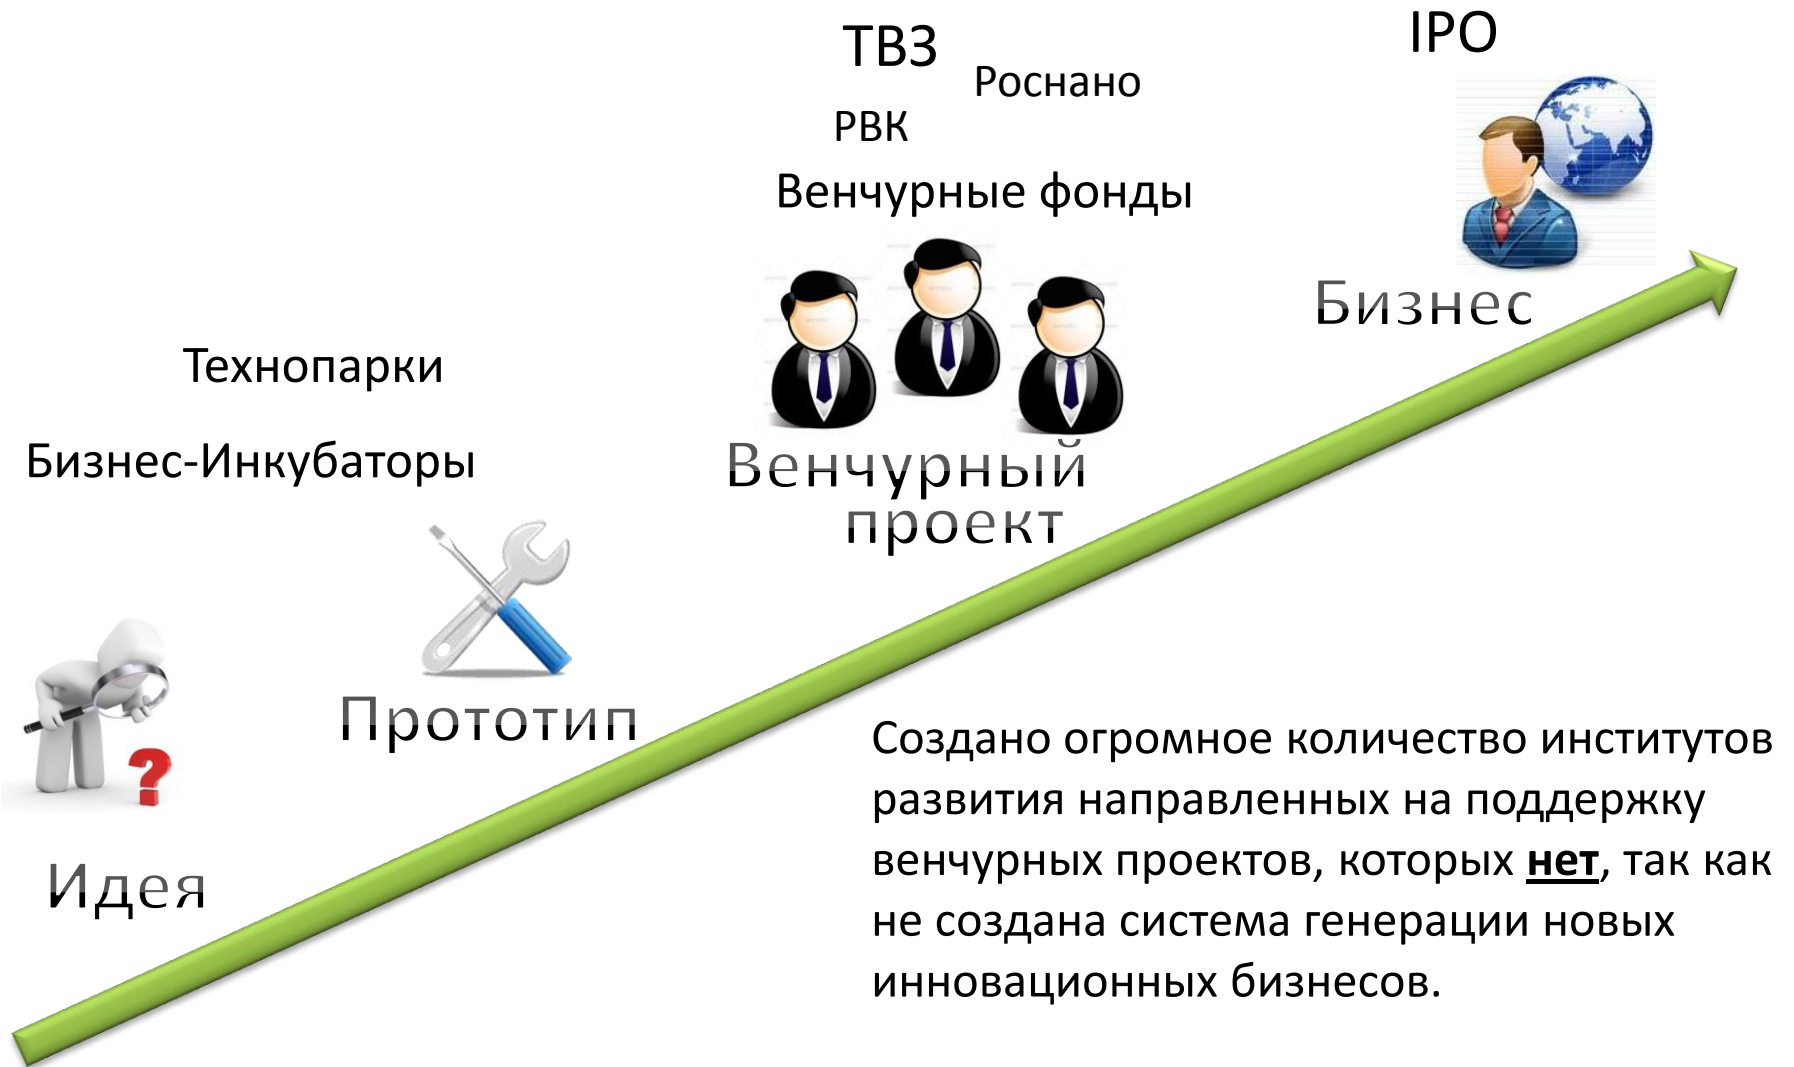 ТВЗ
IPO
Роснано
РВК
Венчурные фонды
Бизнес
Технопарки
Бизнес-Инкубаторы
Венчурный
проект
Прототип
Идея
Создано огромное количество институтов
развития направленных на поддержку
венчурных проектов, которых нет, так как
не создана система генерации новых
инновационных бизнесов.